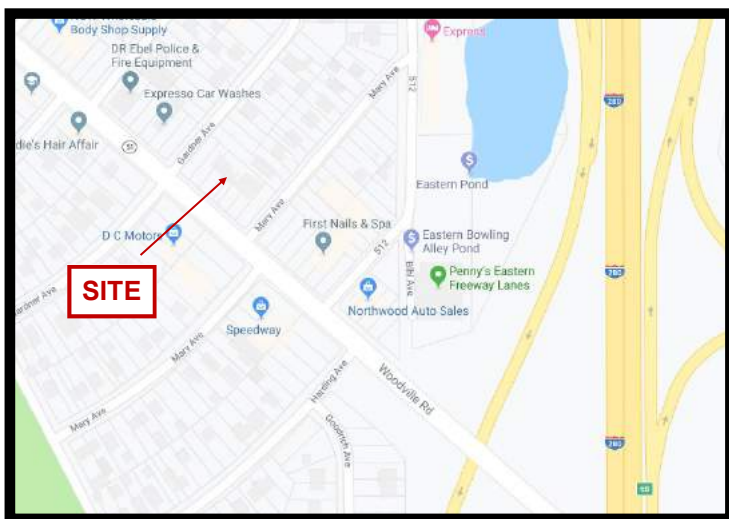 Body Shop Supply
DR Ebel Police &
Fire Equipment
Express
Expresso Car Washes
Mary Ave
512
280
die's Hair Affair
51
Gardner Ave
Eastern Pond
Mary Ave
First Nails & Spa
D C Motors
512
Eastern Bowling
Alley Pond
SITE
Bihl Ave
Penny's Eastern
Freeway Lanes
280
Gardner Ave
Northwood Auto Sales
Speedway
Mary Ave
Woodville Rd
Harding Ave
Mary Ave
Goodrich Ave
280